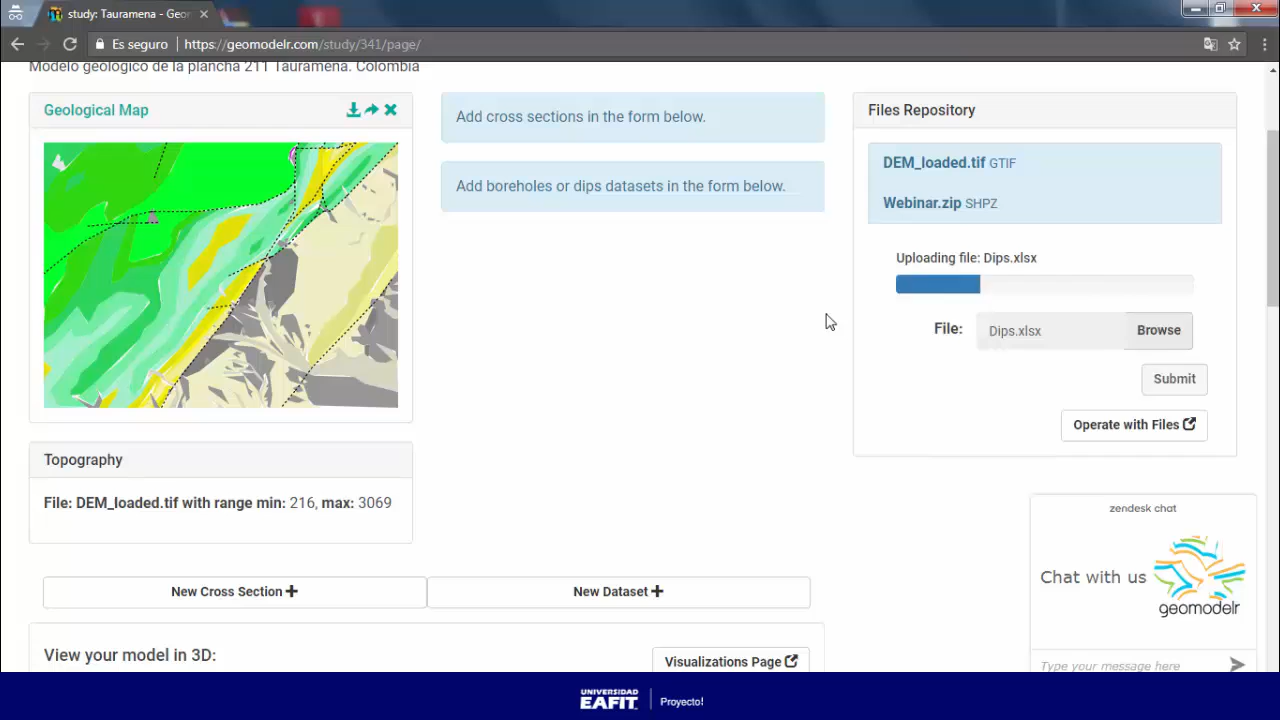 study: Tauramena - Geor
Es seguro
https://geomodelr.com/study/341/page/
Modelo geológico de la plancha 211 Tauramena. Colombia
Geological Map
Add cross sections in the form below.
Add boreholes or dips datasets in the form below.
Files Repository
DEM_loaded.tif GTIF
Webinar.zip SHPZ
Uploading file: Dips.xlsx
File: Dips.xlsx Browse
Submit
Operate with Files
Topography
File: DEM_loaded.tif with range min: 216, max: 3069
zendesk chat
Chat with us
geomodelr
Type your message here
New Cross Section
New Dataset
View your model in 3D:
Visualizations Page
UNIVERSIDAD
EAFIT
Proyecto!